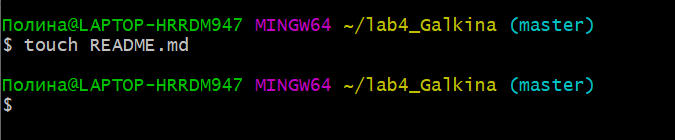 Полина@LAPTOP-HRRDM947 MINGW64 ~/lab4_Galkina (master)
$ touch README.md
Полина@LAPTOP-HRRDM947 MINGW64 ~/lab4_Galkina (master)
$